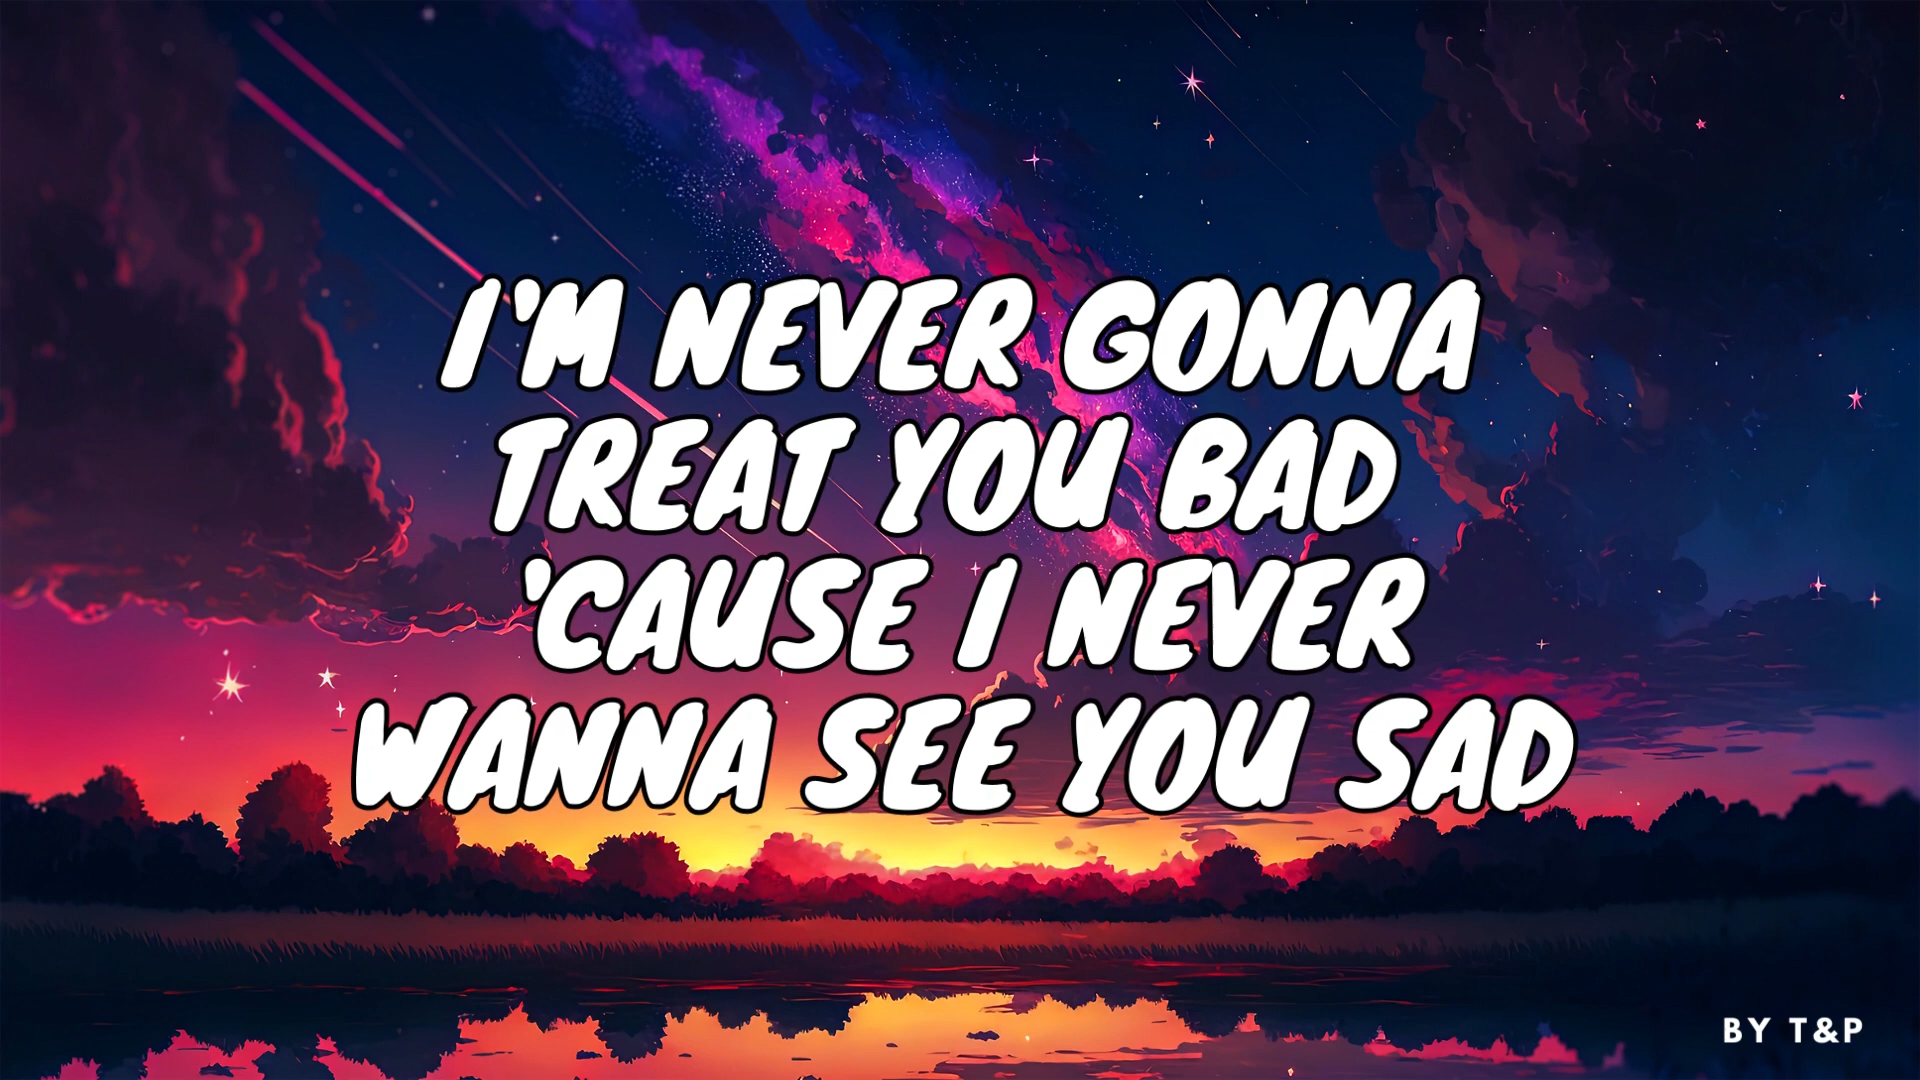 I'M NEVER GONNA
TREAT YOU BAD
'CAUSE I NEVER
WANNA SEE YOU SAD
BY T&P